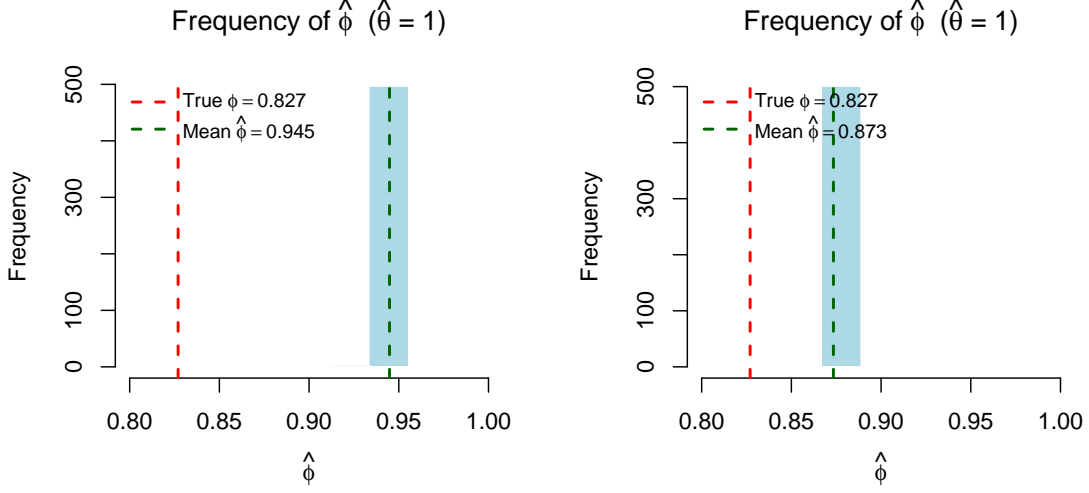 Frequency of ϕ̂ (θ̂ = 1)
500
300
100
0
Frequency
True ϕ = 0.827
Mean ϕ̂ = 0.945
0.80 0.85 0.90 0.95 1.00
ϕ̂
Frequency of ϕ̂ (θ̂ = 1)
500
300
100
0
Frequency
True ϕ = 0.827
Mean ϕ̂ = 0.873
0.80 0.85 0.90 0.95 1.00
ϕ̂